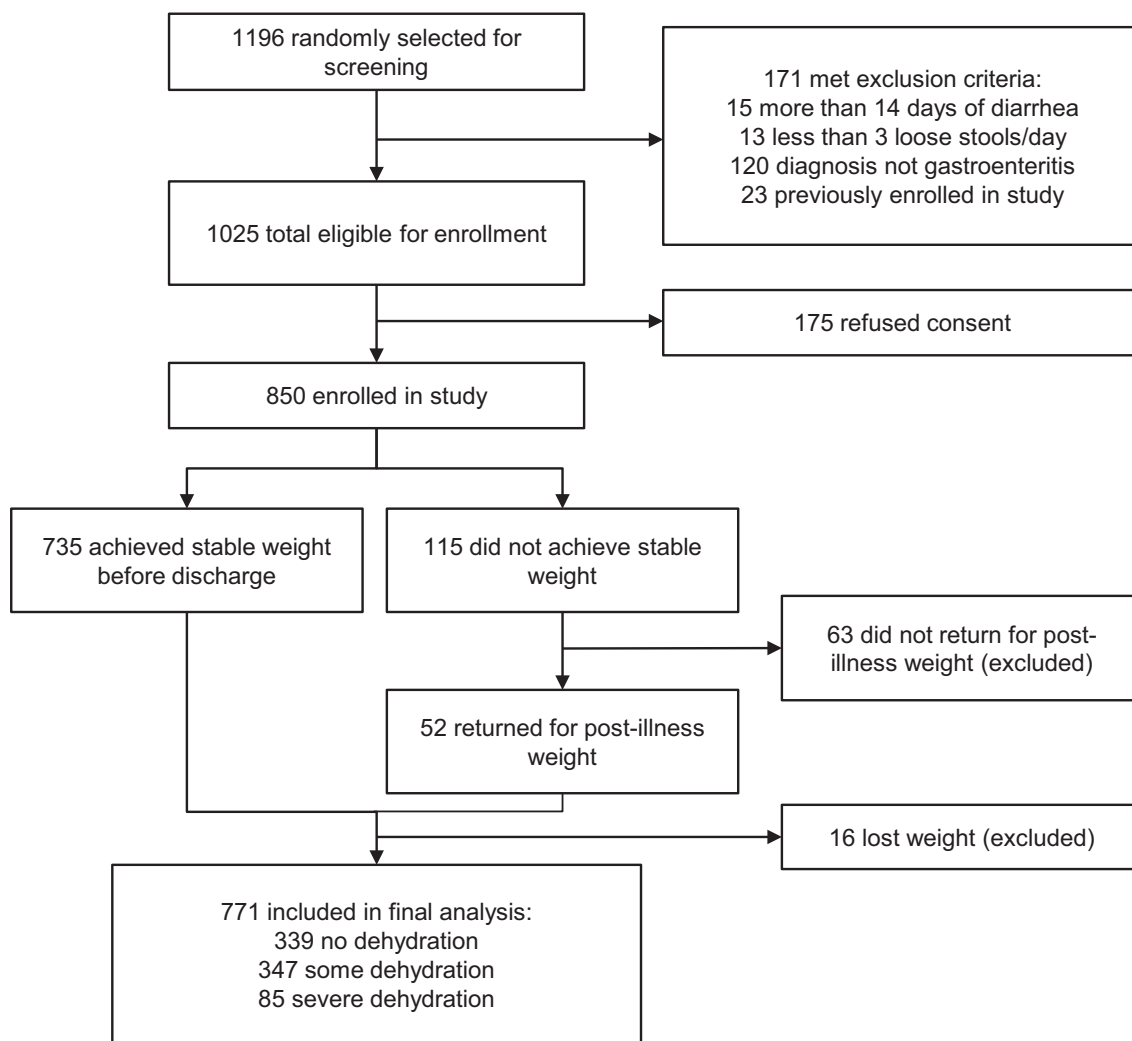 1196 randomly selected for
screening
171 met exclusion criteria:
15 more than 14 days of diarrhea
13 less than 3 loose stools/day
120 diagnosis not gastroenteritis
23 previously enrolled in study
1025 total eligible for enrollment
175 refused consent
850 enrolled in study
735 achieved stable weight
before discharge
115 did not achieve stable
weight
63 did not return for post-
illness weight (excluded)
52 returned for post-illness
weight
16 lost weight (excluded)
771 included in final analysis:
339 no dehydration
347 some dehydration
85 severe dehydration